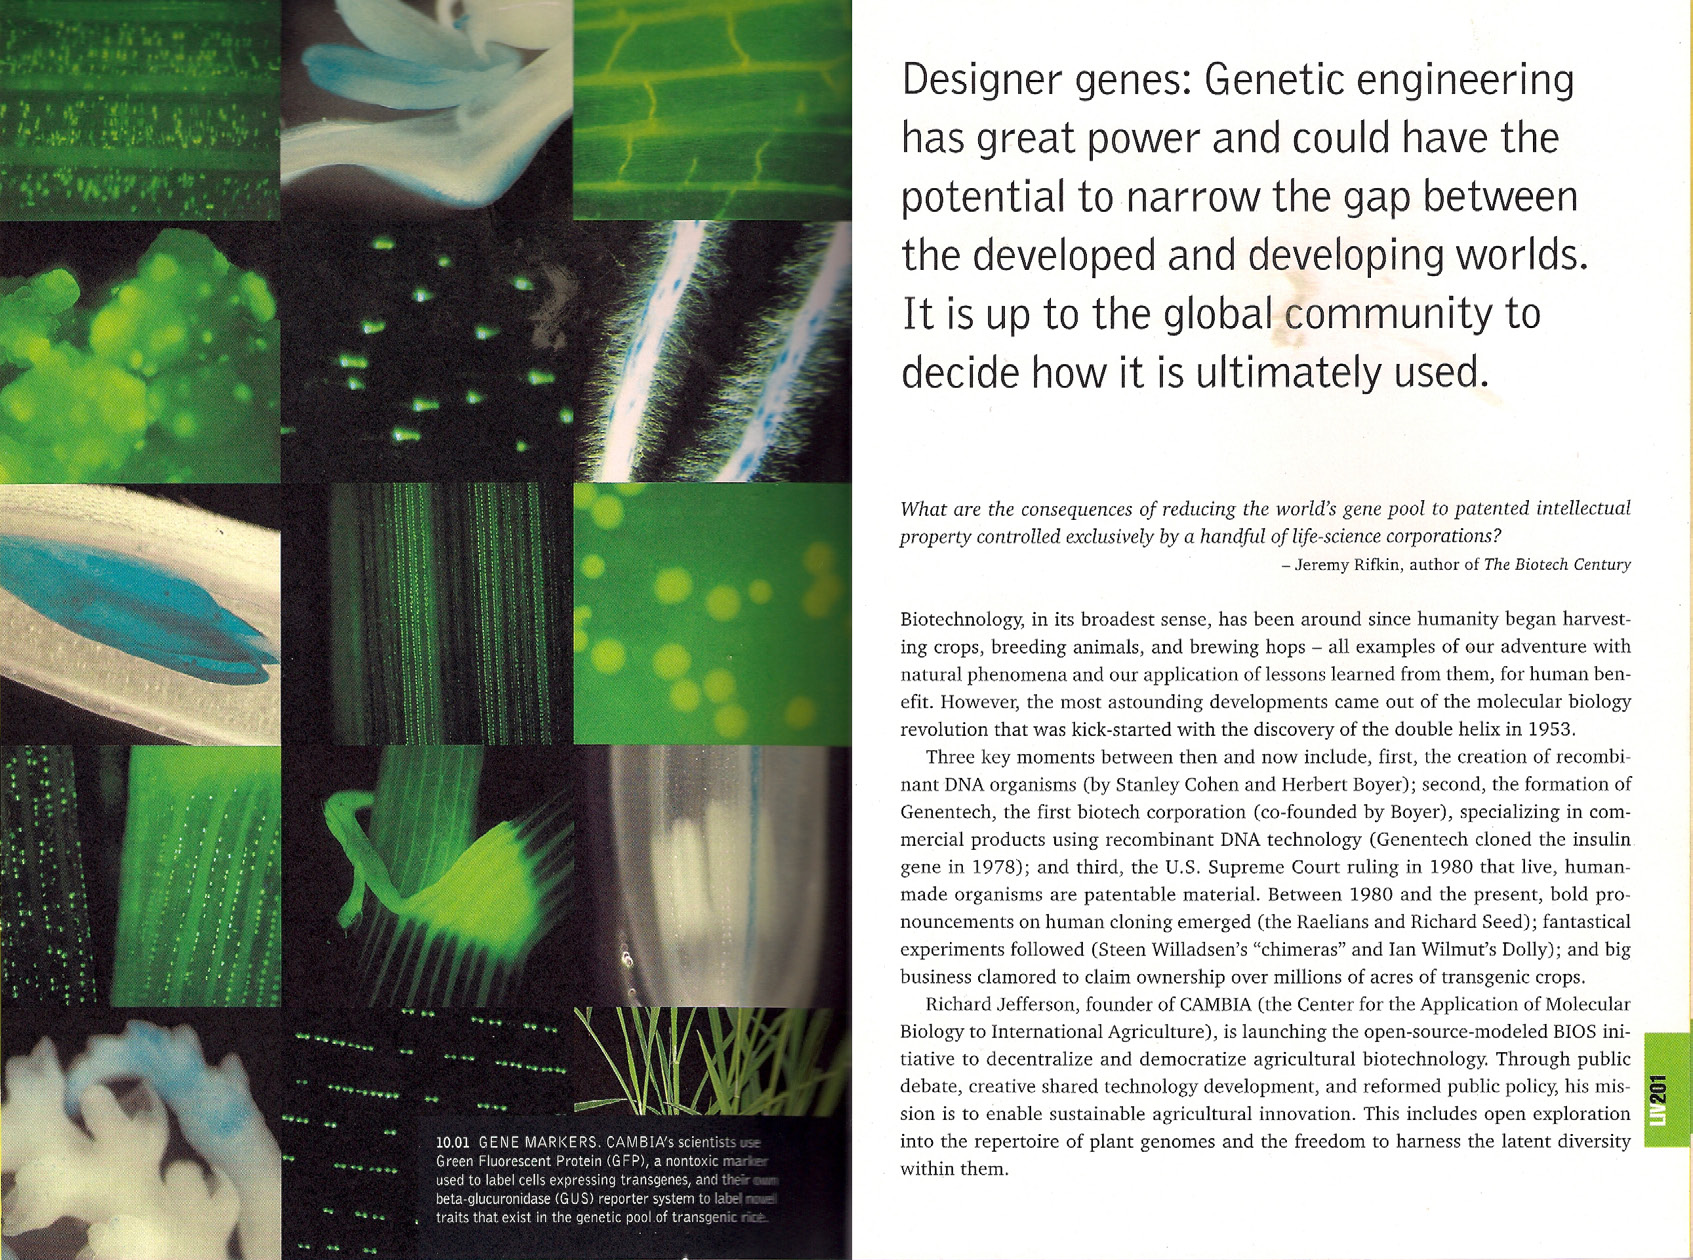 10.01 GENE MARKERS. CAMBIA's scientists use
Green Fluorescent Protein (GFP), a nontoxic marker
used to label cells expressing transgenes, and their own
beta-glucuronidase (GUS) reporter system to label novel
traits that exist in the genetic pool of transgenic rice.
Designer genes: Genetic engineering
has great power and could have the
potential to narrow the gap between
the developed and developing worlds.
It is up to the global community to
decide how it is ultimately used.
What are the consequences of reducing the world's gene pool to patented intellectual
property controlled exclusively by a handful of life-science corporations?
– Jeremy Rifkin, author of The Biotech Century
Biotechnology, in its broadest sense, has been around since humanity began harvest-
ing crops, breeding animals, and brewing hops – all examples of our adventure with
natural phenomena and our application of lessons learned from them, for human ben-
efit. However, the most astounding developments came out of the molecular biology
revolution that was kick-started with the discovery of the double helix in 1953.
Three key moments between then and now include, first, the creation of recombi-
nant DNA organisms (by Stanley Cohen and Herbert Boyer); second, the formation of
Genentech, the first biotech corporation (co-founded by Boyer), specializing in com-
mercial products using recombinant DNA technology (Genentech cloned the insulin
gene in 1978); and third, the U.S. Supreme Court ruling in 1980 that live, human-
made organisms are patentable material. Between 1980 and the present, bold pro-
nouncements on human cloning emerged (the Raelians and Richard Seed); fantastical
experiments followed (Steen Willadsen's “chimeras” and Ian Wilmut's Dolly); and big
business clamored to claim ownership over millions of acres of transgenic crops.
Richard Jefferson, founder of CAMBIA (the Center for the Application of Molecular
Biology to International Agriculture), is launching the open-source-modeled BIOS ini-
tiative to decentralize and democratize agricultural biotechnology. Through public
debate, creative shared technology development, and reformed public policy, his mis-
sion is to enable sustainable agricultural innovation. This includes open exploration
into the repertoire of plant genomes and the freedom to harness the latent diversity
within them.
LIV201